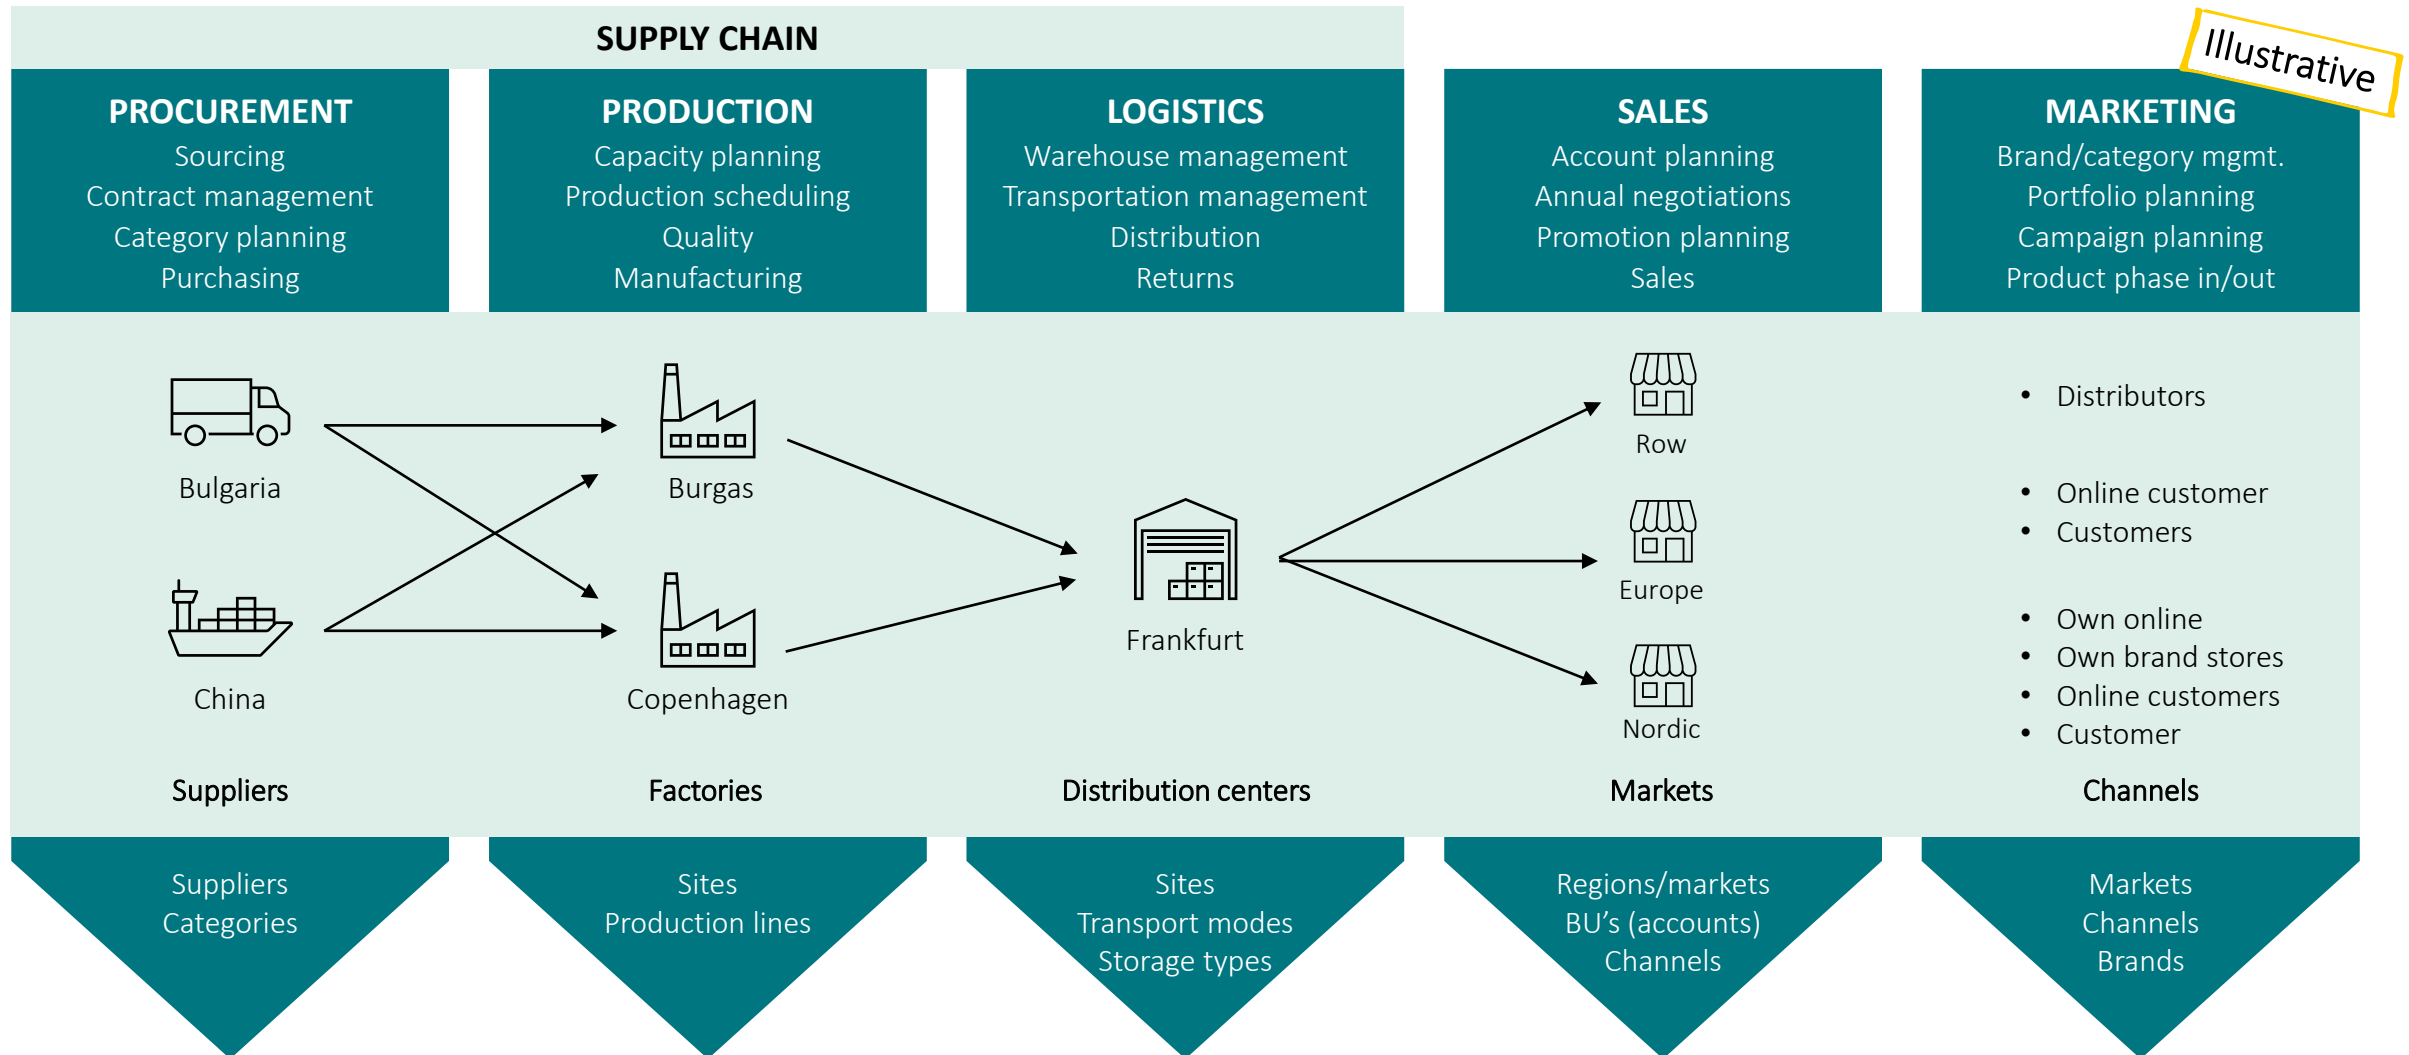 SUPPLY CHAIN
Illustrative
PROCUREMENT
Sourcing
Contract management
Category planning
Purchasing
PRODUCTION
Capacity planning
Production scheduling
Quality
Manufacturing
LOGISTICS
Warehouse management
Transportation management
Distribution
Returns
SALES
Account planning
Annual negotiations
Promotion planning
Sales
MARKETING
Brand/category mgmt.
Portfolio planning
Campaign planning
Product phase in/out
Bulgaria
China
Suppliers
Burgas
Copenhagen
Factories
Frankfurt
Distribution centers
Row
Europe
Nordic
Markets
• Distributors
• Online customer
• Customers
• Own online
• Own brand stores
• Online customers
• Customer
Channels
Suppliers
Categories
Sites
Production lines
Sites
Transport modes
Storage types
Regions/markets
BU’s (accounts)
Channels
Markets
Channels
Brands